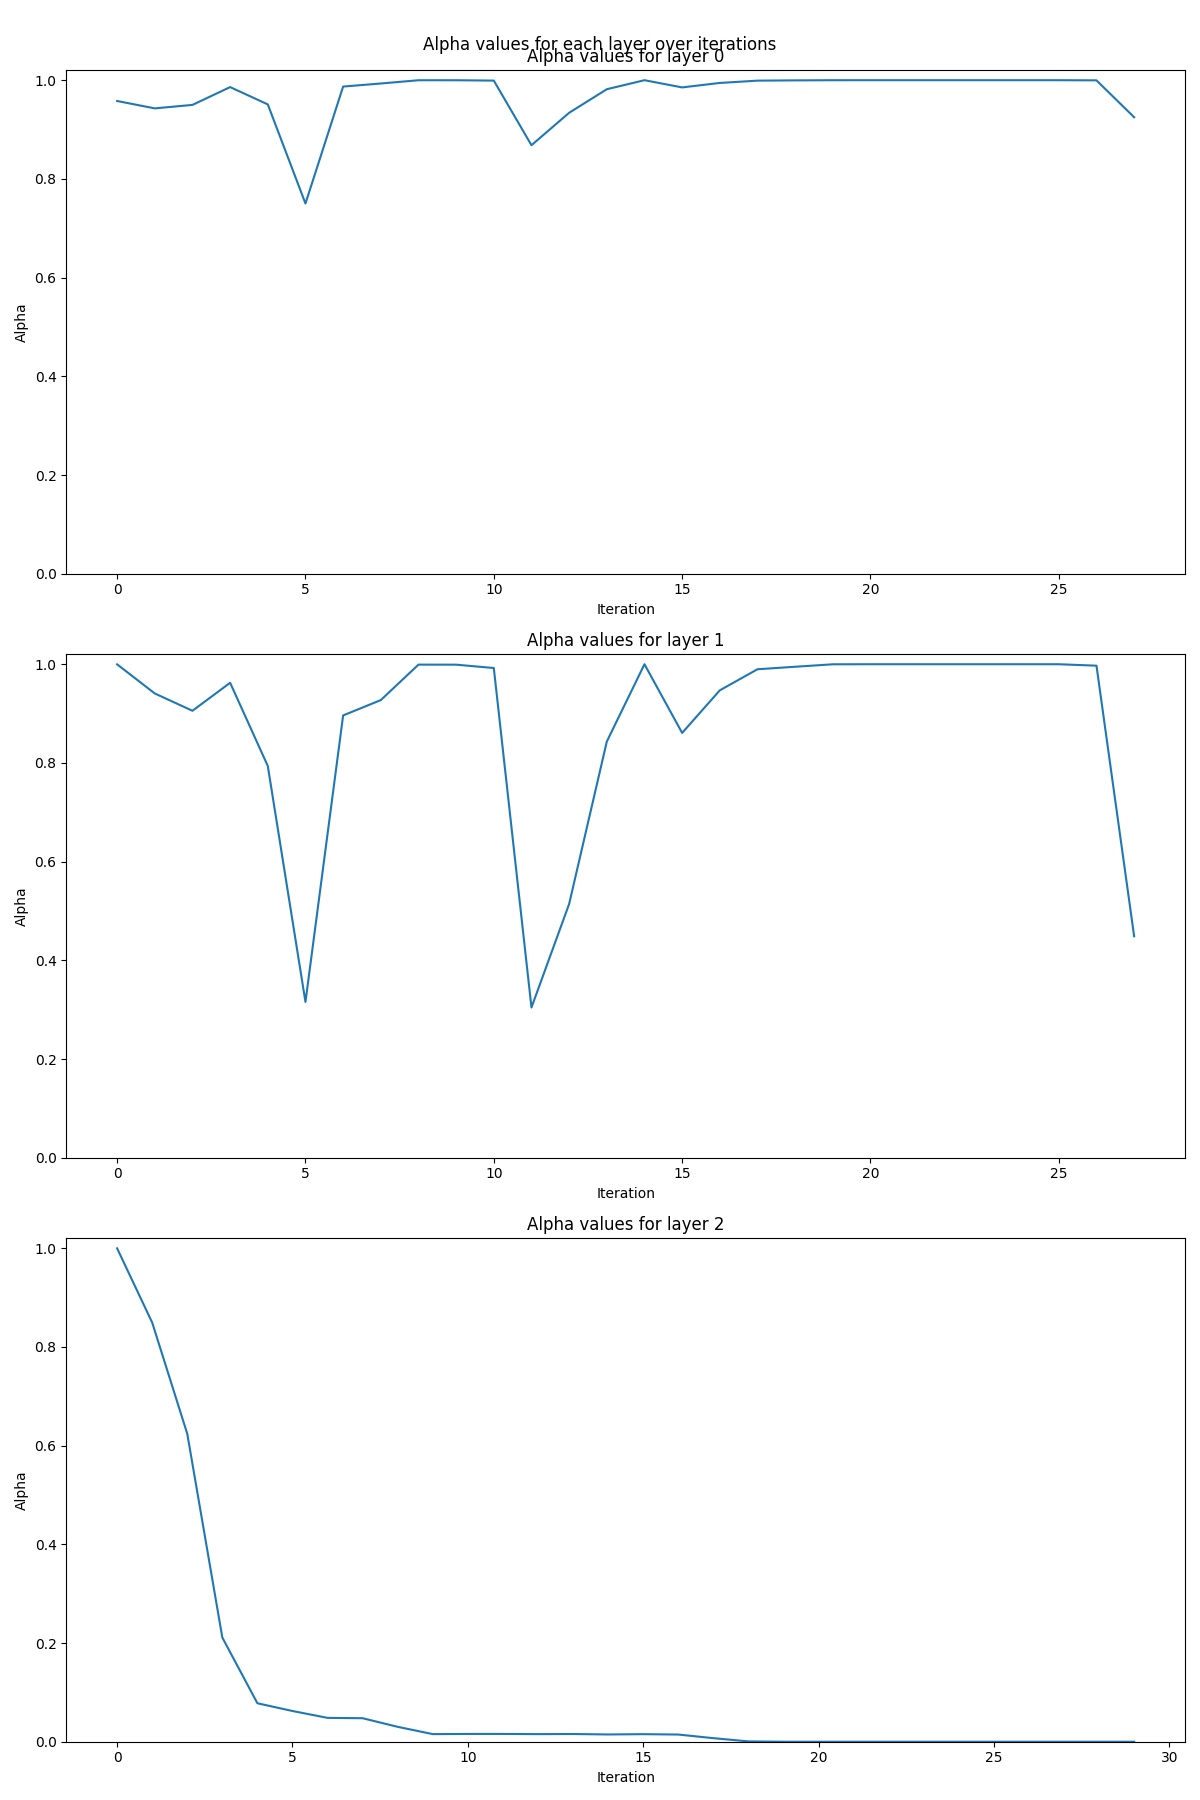 Alpha values for each layer over iterations
Alpha values for layer 0
1.0
0.8
0.6
0.4
0.2
0.0
Alpha
0 5 10 15 20 25
Iteration
Alpha values for layer 1
1.0
0.8
0.6
0.4
0.2
0.0
Alpha
0 5 10 15 20 25
Iteration
Alpha values for layer 2
1.0
0.8
0.6
0.4
0.2
0.0
Alpha
0 5 10 15 20 25 30
Iteration